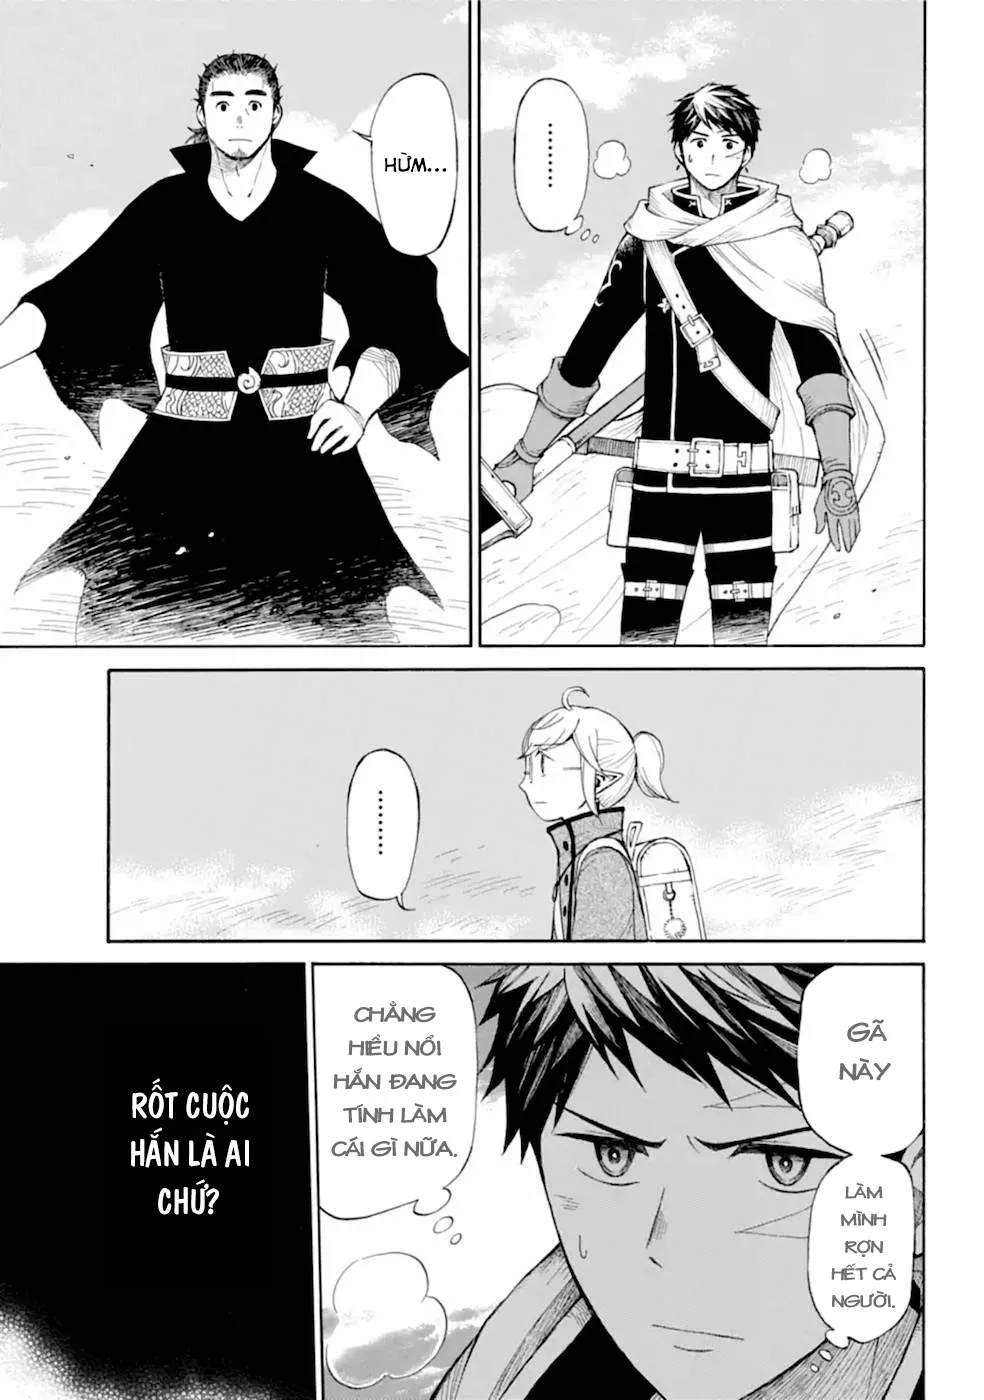 .........
HỪM...
.........
GÃ
NÀY
LÀM
MÌNH
RỢN
HẾT CẢ
NGƯỜI.
CHẲNG
HIỂU NỔI
HẮN ĐANG
TÍNH LÀM
CÁI GÌ NỮA.
RỐT CUỘC
HẮN LÀ AI
CHỨ?